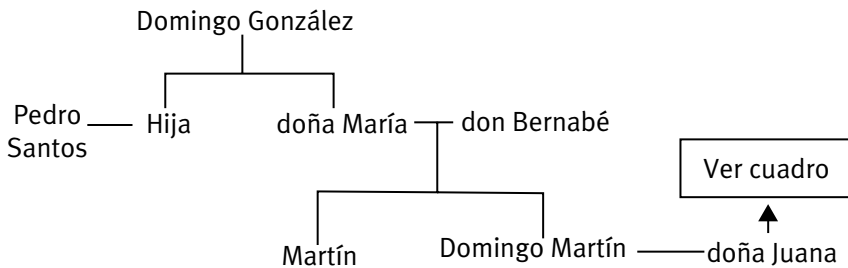 Domingo González
Pedro
Santos
Hija
doña María
don Bernabé
Ver cuadro
Martín
Domingo Martín
doña Juana